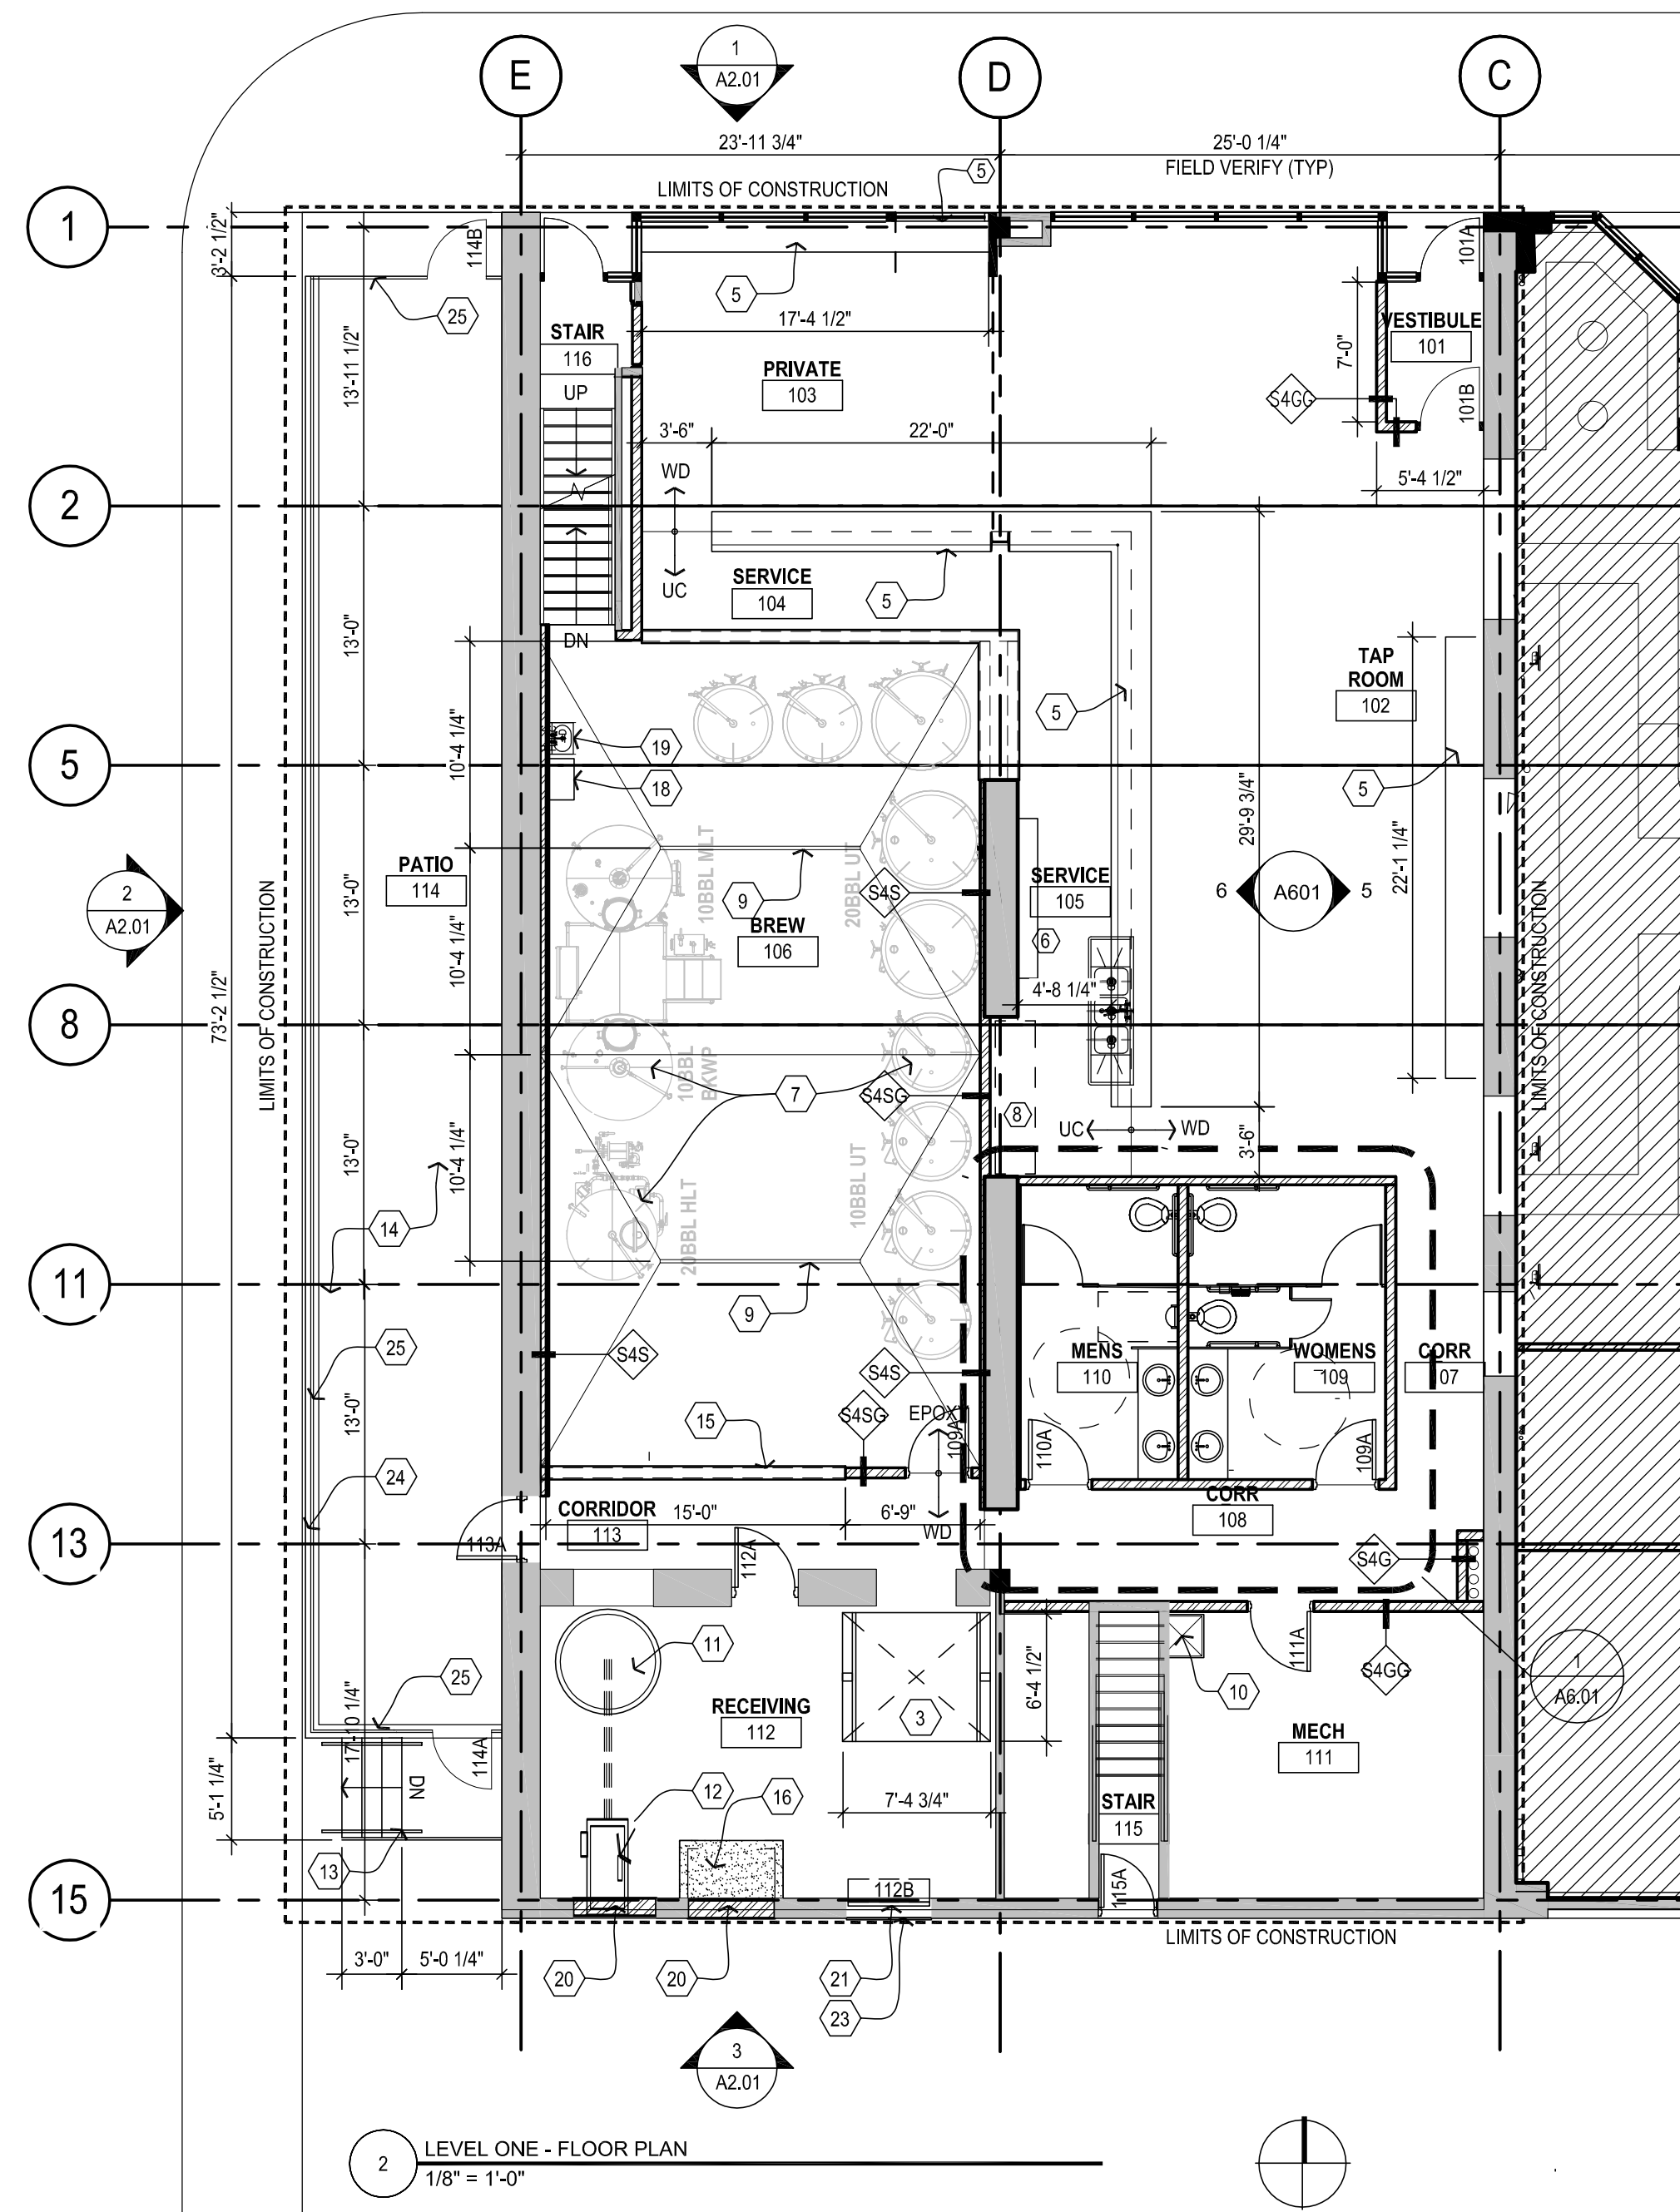 E
D
C
1
A2.01
23'-11 3/4"
25'-0 1/4"
FIELD VERIFY (TYP)
5
LIMITS OF CONSTRUCTION
1
3'-2 1/2"
114B
101A
25
5
17'-4 1/2"
STAIR
116
UP
PRIVATE
103
VESTIBULE
101
7'-0"
101B
S4GG
13'-11 1/2"
3'-6"
22'-0"
5'-4 1/2"
WD
UC
2
SERVICE
104
5
DN
13'-0"
TAP
ROOM
102
10'-4 1/4"
19
18
5
5
5
29'-9 3/4"
22'-1 1/4"
10BBL MLT
20BBL UT
S4S
9
SERVICE
105
6
A601
5
PATIO
114
2
A2.01
BREW
106
6
13'-0"
10'-4 1/4"
4'-8 1/4"
LIMITS OF CONSTRUCTION
LIMITS OF CONSTRUCTION
73'-2 1/2"
8
10BBL
BKWP
7
S4SG
8
UC
WD
3'-6"
13'-0"
10'-4 1/4"
20BBL HLT
10BBL UT
14
11
9
25
S4S
S4S
MENS
110
WOMENS
109
CORR
107
13'-0"
15
S4SG
EPOXY
109A
110A
109A
24
CORRIDOR
113
15'-0"
6'-9"
WD
CORR
108
13
113A
112A
S4G
11
111A
S4GG
1
A6.01
6'-4 1/2"
10
25
17'-10 1/4"
RECEIVING
112
3
MECH
111
114A
DN
5'-1 1/4"
12
16
7'-4 3/4"
STAIR
115
13
15
112B
115A
LIMITS OF CONSTRUCTION
3'-0"
5'-0 1/4"
20
20
21
23
3
A2.01
2
LEVEL ONE - FLOOR PLAN
1/8" = 1'-0"